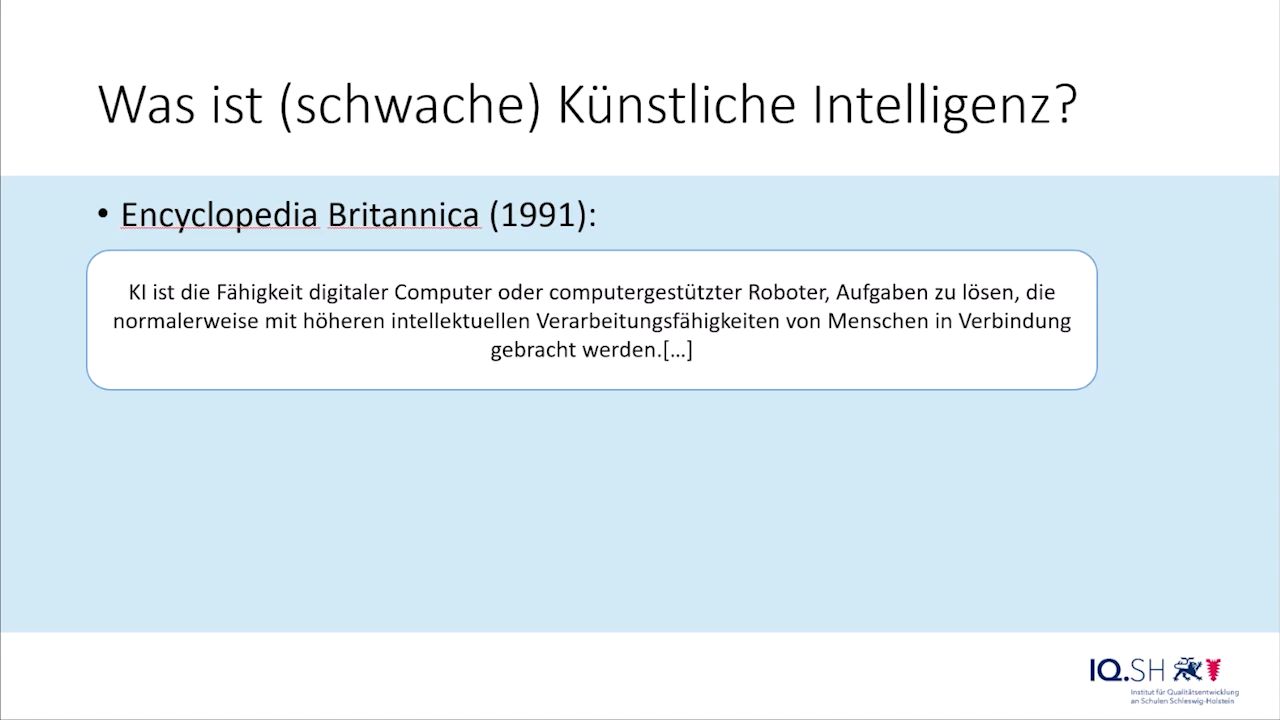 Was ist (schwache) Künstliche Intelligenz?
• Encyclopedia Britannica (1991):
KI ist die Fähigkeit digitaler Computer oder computergestützter Roboter, Aufgaben zu lösen, die
normalerweise mit höheren intellektuellen Verarbeitungsfähigkeiten von Menschen in Verbindung
gebracht werden.[...]
IQ.SH
Institut für Qualitätsentwicklung
an Schulen Schleswig-Holstein